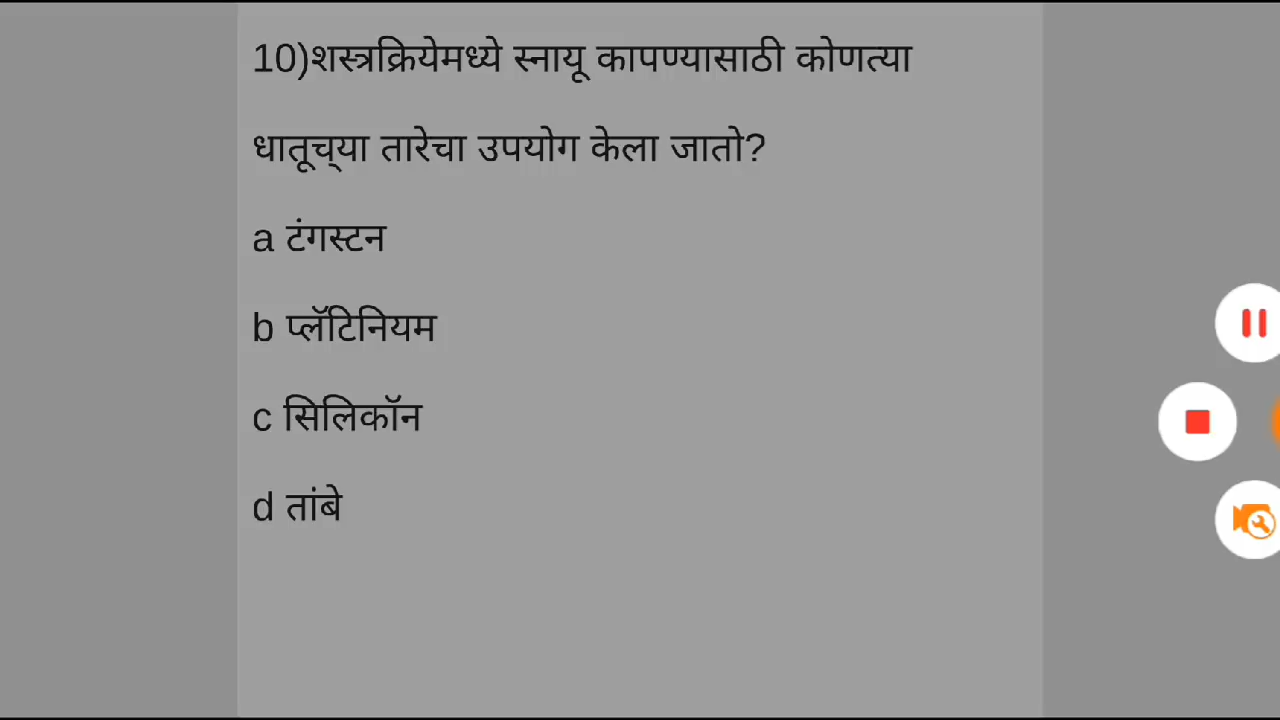 10)शस्त्रक्रियेमध्ये स्नायू कापण्यासाठी कोणत्या
धातूच्‌या तारेचा उपयोग केला जातो?
a टंगस्टन
b प्लॅटिनियम
c सिलिकॉन
d तांबे